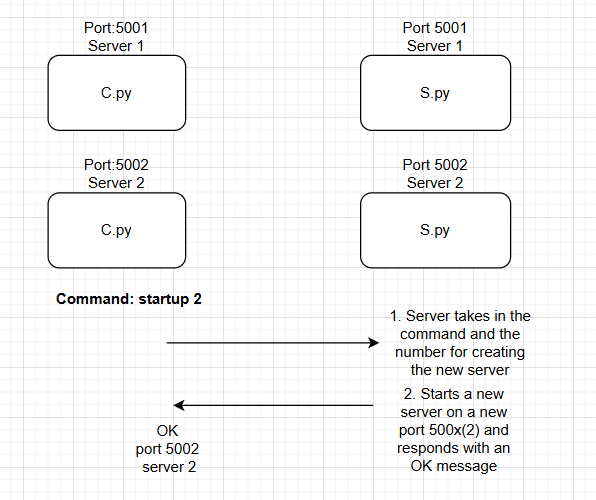 Port:5001
Server 1
C.py
Port 5001
Server 1
S.py
Port:5002
Server 2
C.py
Port 5002
Server 2
S.py
Command: startup 2
1. Server takes in the
command and the
number for creating
the new server
2. Starts a new
server on a new
port 500x(2) and
responds with an
OK message
OK
port 5002
server 2